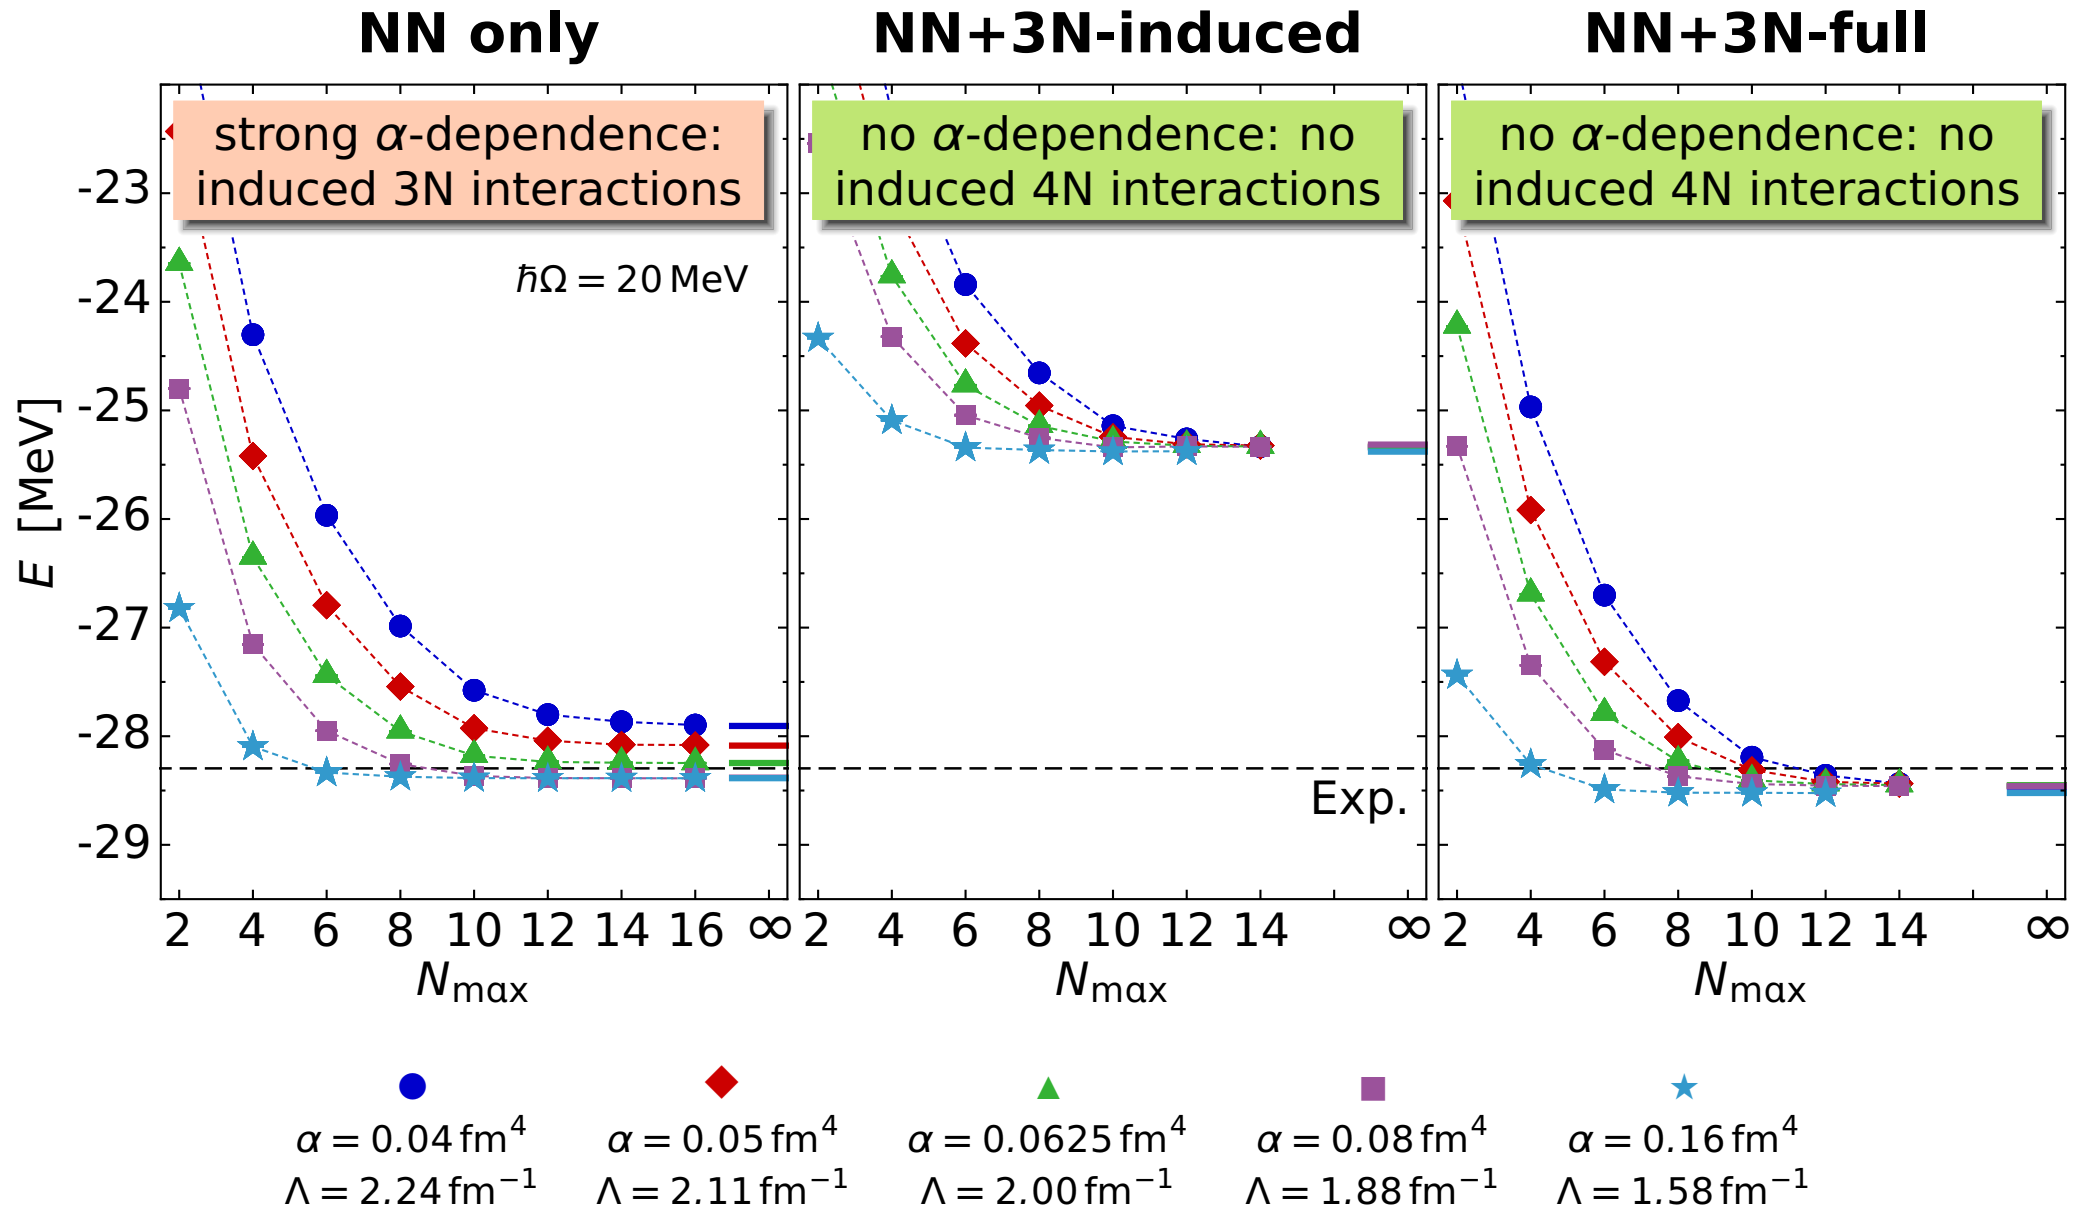 NN only NN+3N-induced NN+3N-full
strong α-dependence:
induced 3N interactions
no α-dependence: no
induced 4N interactions
no α-dependence: no
induced 4N interactions
ℏΩ = 20 MeV
E [MeV]
-23
-24
-25
-26
-27
-28
-29
Exp.
2 4 6 8 10 12 14 16 ∞ 2 4 6 8 10 12 14 ∞ 2 4 6 8 10 12 14 ∞
Nmax Nmax Nmax
α = 0.04 fm⁴ α = 0.05 fm⁴ α = 0.0625 fm⁴ α = 0.08 fm⁴ α = 0.16 fm⁴
Λ = 2.24 fm⁻¹ Λ = 2.11 fm⁻¹ Λ = 2.00 fm⁻¹ Λ = 1.88 fm⁻¹ Λ = 1.58 fm⁻¹